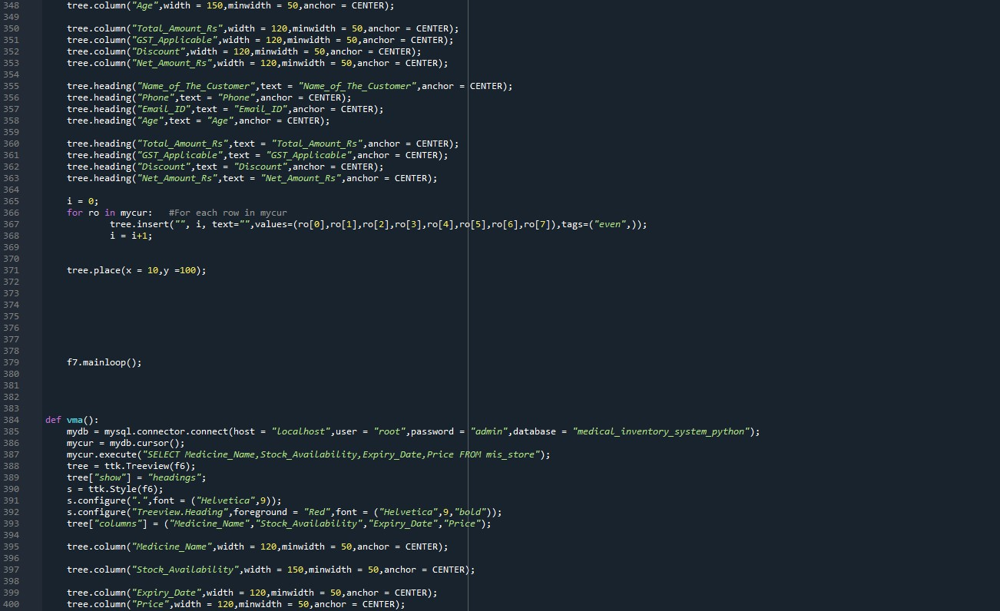 348 tree.column("Age",width = 150,minwidth = 50,anchor = CENTER);
349
350 tree.column("Total_Amount_Rs",width = 120,minwidth = 50,anchor = CENTER);
351 tree.column("GST_Applicable",width = 120,minwidth = 50,anchor = CENTER);
352 tree.column("Discount",width = 120,minwidth = 50,anchor = CENTER);
353 tree.column("Net_Amount_Rs",width = 120,minwidth = 50,anchor = CENTER);
354
355 tree.heading("Name_of_The_Customer",text = "Name_of_The_Customer",anchor = CENTER);
356 tree.heading("Phone",text = "Phone",anchor = CENTER);
357 tree.heading("Email_ID",text = "Email_ID",anchor = CENTER);
358 tree.heading("Age",text = "Age",anchor = CENTER);
359
360 tree.heading("Total_Amount_Rs",text = "Total_Amount_Rs",anchor = CENTER);
361 tree.heading("GST_Applicable",text = "GST_Applicable",anchor = CENTER);
362 tree.heading("Discount",text = "Discount",anchor = CENTER);
363 tree.heading("Net_Amount_Rs",text = "Net_Amount_Rs",anchor = CENTER);
364
365 i = 0;
366 for ro in mycur:   #For each row in mycur
367 tree.insert("", i, text="",values=(ro[0],ro[1],ro[2],ro[3],ro[4],ro[5],ro[6],ro[7]),tags=("even",));
368 i = i+1;
369
370
371 tree.place(x = 10,y =100);
372
373
374
375
376
377
378
379 f7.mainloop();
380
381
382
383
384 def vma():
385 mydb = mysql.connector.connect(host = "localhost",user = "root",password = "admin",database = "medical_inventory_system_python");
386 mycur = mydb.cursor();
387 mycur.execute("SELECT Medicine_Name,Stock_Availability,Expiry_Date,Price FROM mis_store");
388 tree = ttk.Treeview(f6);
389 tree["show"] = "headings";
390 s = ttk.Style(f6);
391 s.configure(".",font = ("Helvetica",9));
392 s.configure("Treeview.Heading",foreground = "Red",font = ("Helvetica",9,"bold"));
393 tree["columns"] = ("Medicine_Name","Stock_Availability","Expiry_Date","Price");
394
395 tree.column("Medicine_Name",width = 120,minwidth = 50,anchor = CENTER);
396
397 tree.column("Stock_Availability",width = 150,minwidth = 50,anchor = CENTER);
398
399 tree.column("Expiry_Date",width = 120,minwidth = 50,anchor = CENTER);
400 tree.column("Price",width = 120,minwidth = 50,anchor = CENTER);